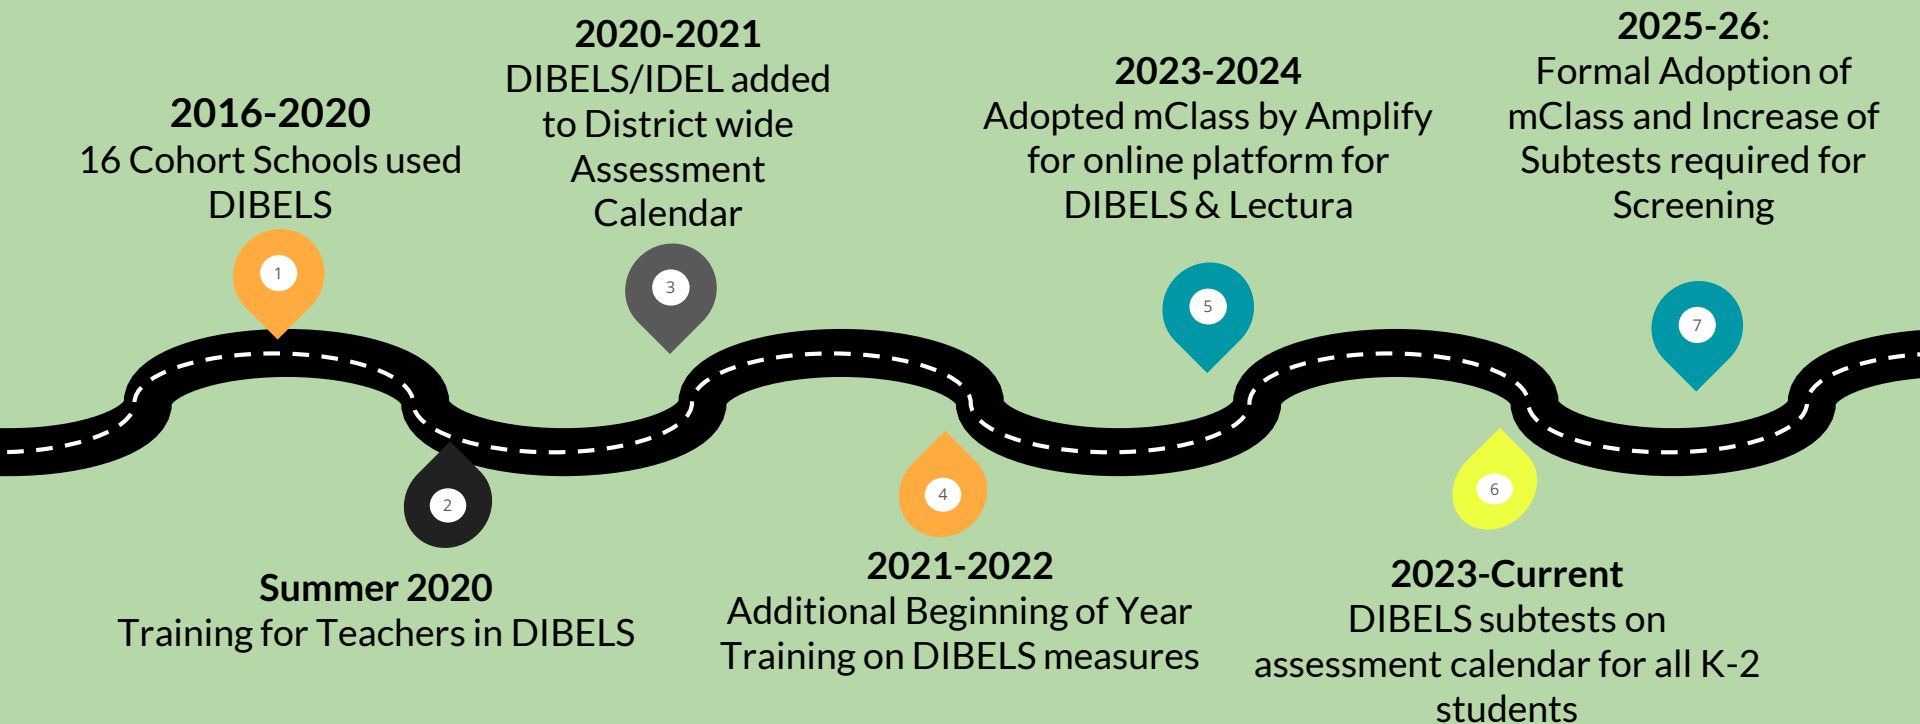 2016-2020
16 Cohort Schools used
DIBELS
1
Summer 2020
Training for Teachers in DIBELS
2
2020-2021
DIBELS/IDEL added
to District wide
Assessment
Calendar
3
2021-2022
Additional Beginning of Year
Training on DIBELS measures
4
2023-2024
Adopted mClass by Amplify
for online platform for
DIBELS & Lectura
5
2023-Current
DIBELS subtests on
assessment calendar for all K-2
students
6
2025-26:
Formal Adoption of
mClass and Increase of
Subtests required for
Screening
7